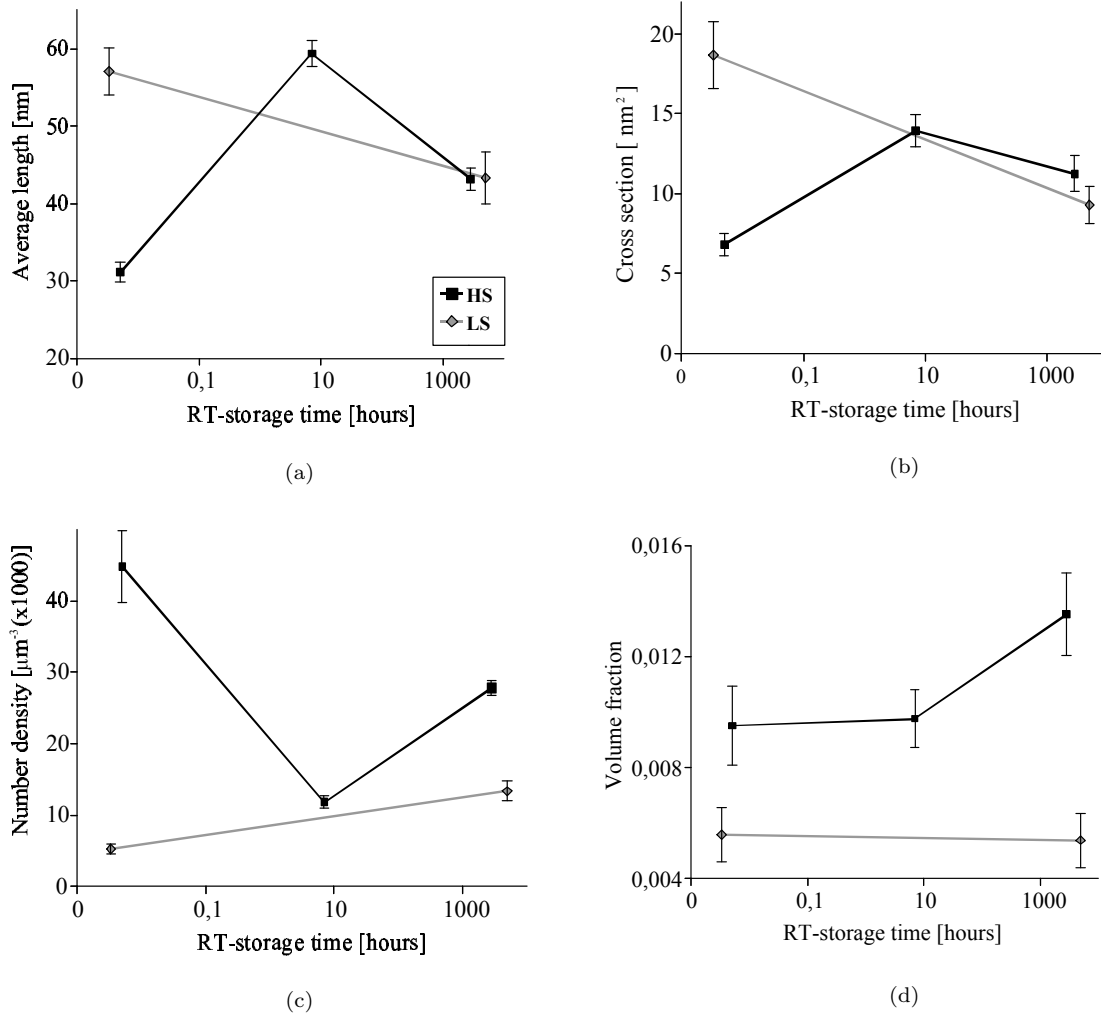 60
50
40
30
20
Average length [nm]
HS
LS
0 0,1 10 1000
RT-storage time [hours]
(a)
20
15
10
5
0
Cross section [ nm²]
0 0,1 10 1000
RT-storage time [hours]
(b)
40
30
20
10
0
Number density [μm⁻³ (x1000)]
0 0,1 10 1000
RT-storage time [hours]
(c)
0,016
0,012
0,008
0,004
Volume fraction
0 0,1 10 1000
RT-storage time [hours]
(d)